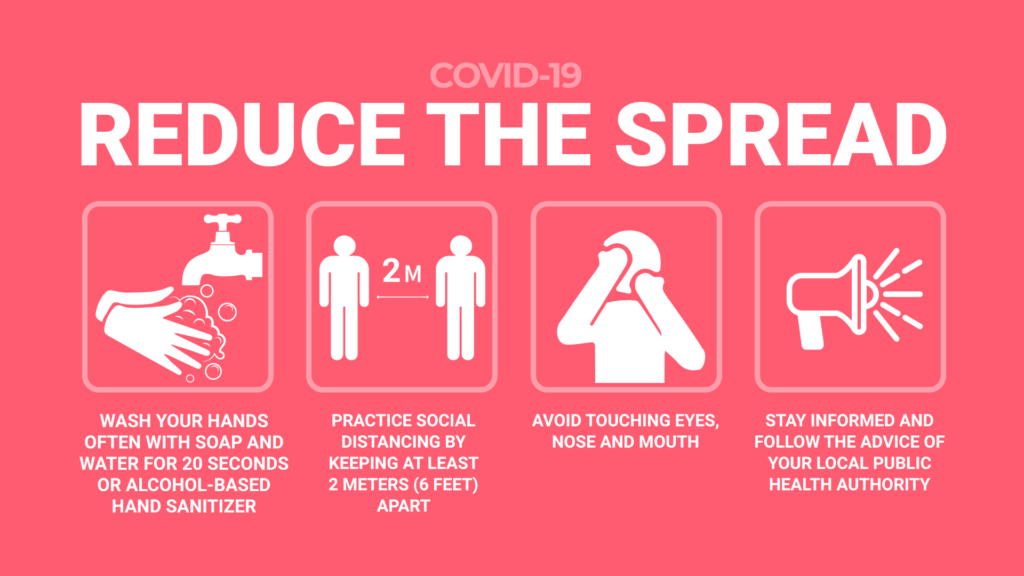 COVID-19
REDUCE THE SPREAD
2 M
WASH YOUR HANDS
OFTEN WITH SOAP AND
WATER FOR 20 SECONDS
OR ALCOHOL-BASED
HAND SANITIZER
PRACTICE SOCIAL
DISTANCING BY
KEEPING AT LEAST
2 METERS (6 FEET)
APART
AVOID TOUCHING EYES,
NOSE AND MOUTH
STAY INFORMED AND
FOLLOW THE ADVICE OF
YOUR LOCAL PUBLIC
HEALTH AUTHORITY